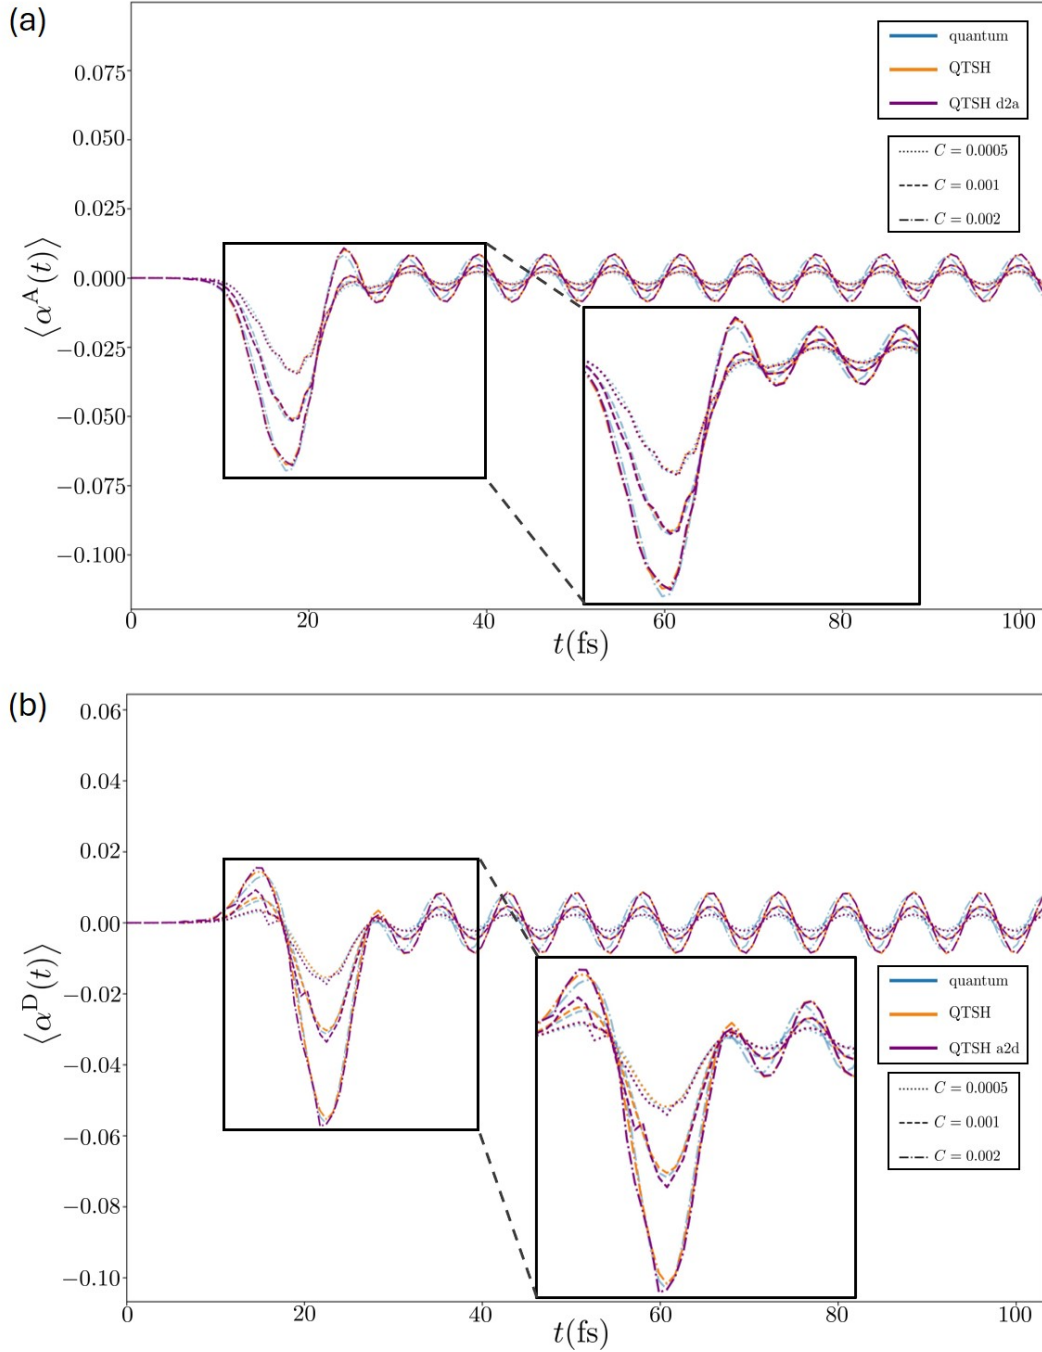 (a)
quantum
QTSH
QTSH d2a
C = 0.0005
C = 0.001
C = 0.002
⟨α^A(t)⟩
0.075
0.050
0.025
0.000
−0.025
−0.050
−0.075
−0.100
0 20 40 60 80 100
t(fs)
(b)
⟨α^D(t)⟩
0.06
0.04
0.02
0.00
−0.02
−0.04
−0.06
−0.08
−0.10
quantum
QTSH
QTSH a2d
C = 0.0005
C = 0.001
C = 0.002
0 20 40 60 80 100
t(fs)